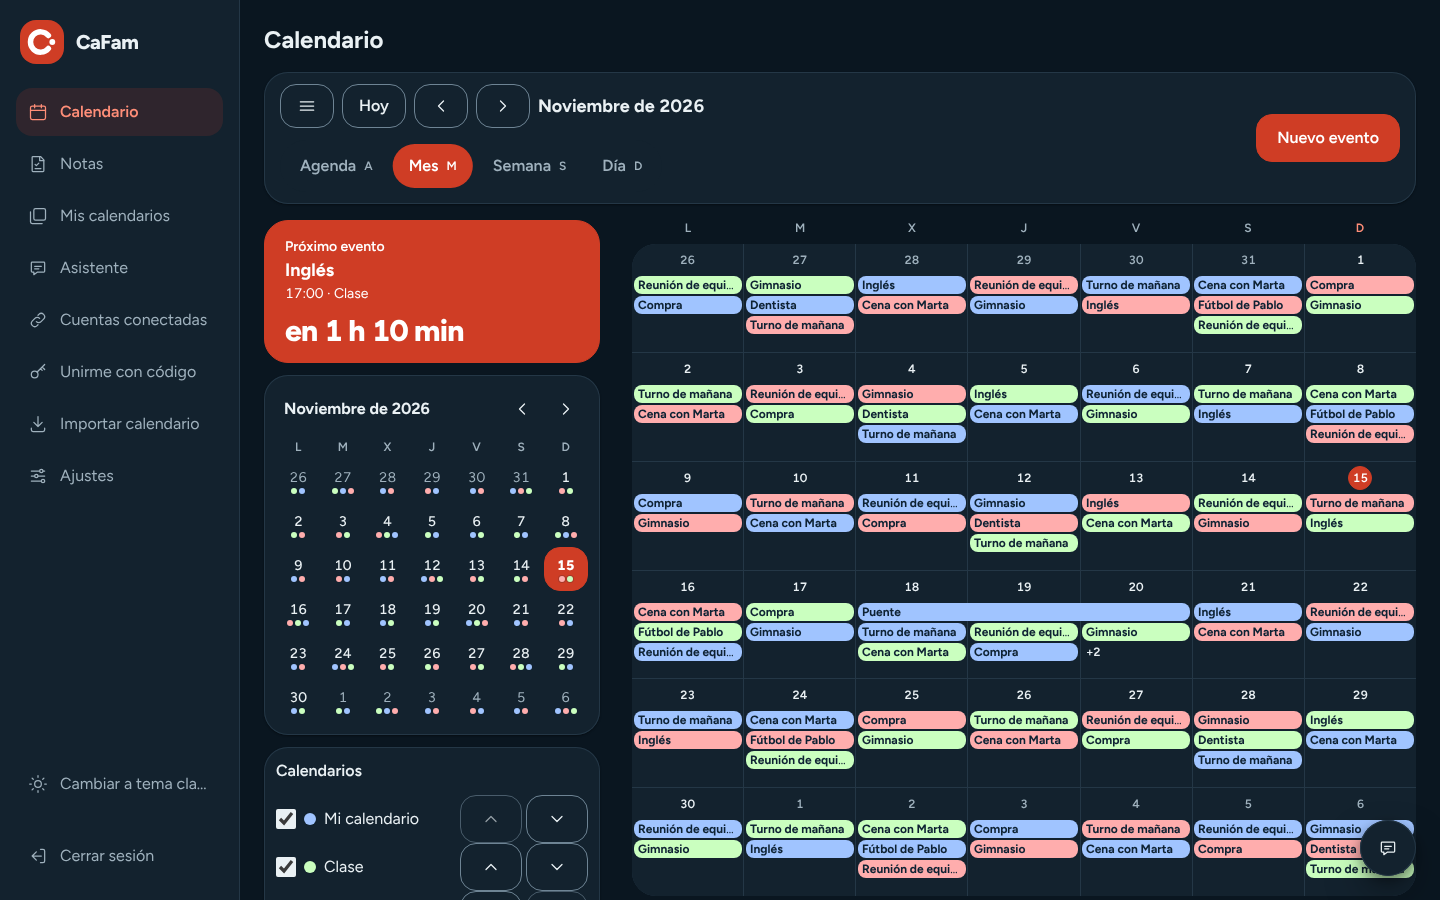 CaFam
Calendario
Notas
Mis calendarios
Asistente
Cuentas conectadas
Unirme con código
Importar calendario
Ajustes
Cambiar a tema cla...
Cerrar sesión
Calendario
Hoy
Noviembre de 2026
Agenda A
Mes M
Semana S
Día D
Nuevo evento
Próximo evento
Inglés
17:00 · Clase
en 1 h 10 min
Noviembre de 2026
L M X J V S D
26 27 28 29 30 31 1
2 3 4 5 6 7 8
9 10 11 12 13 14 15
16 17 18 19 20 21 22
23 24 25 26 27 28 29
30 1 2 3 4 5 6
Calendarios
Mi calendario
Clase
L M X J V S D
26 27 28 29 30 31 1
Reunión de equi... Gimnasio Inglés Reunión de equi... Turno de mañana Cena con Marta Compra
Compra Dentista Cena con Marta Gimnasio Inglés Fútbol de Pablo Gimnasio
Turno de mañana Reunión de equi...
2 3 4 5 6 7 8
Turno de mañana Reunión de equi... Gimnasio Inglés Reunión de equi... Turno de mañana Cena con Marta
Cena con Marta Compra Dentista Cena con Marta Gimnasio Inglés Fútbol de Pablo
Turno de mañana Reunión de equi...
9 10 11 12 13 14 15
Compra Turno de mañana Reunión de equi... Gimnasio Inglés Reunión de equi... Turno de mañana
Gimnasio Cena con Marta Compra Dentista Cena con Marta Gimnasio Inglés
Turno de mañana
16 17 18 19 20 21 22
Cena con Marta Compra Puente Inglés Reunión de equi...
Fútbol de Pablo Gimnasio Turno de mañana Reunión de equi... Gimnasio Cena con Marta Gimnasio
Reunión de equi... Cena con Marta Compra +2
23 24 25 26 27 28 29
Turno de mañana Cena con Marta Compra Turno de mañana Reunión de equi... Gimnasio Inglés
Inglés Fútbol de Pablo Gimnasio Cena con Marta Compra Dentista Cena con Marta
Reunión de equi... Turno de mañana
30 1 2 3 4 5 6
Reunión de equi... Turno de mañana Cena con Marta Compra Turno de mañana Reunión de equi... Gimnasio
Gimnasio Inglés Fútbol de Pablo Gimnasio Cena con Marta Compra Dentista
Reunión de equi... Turno de